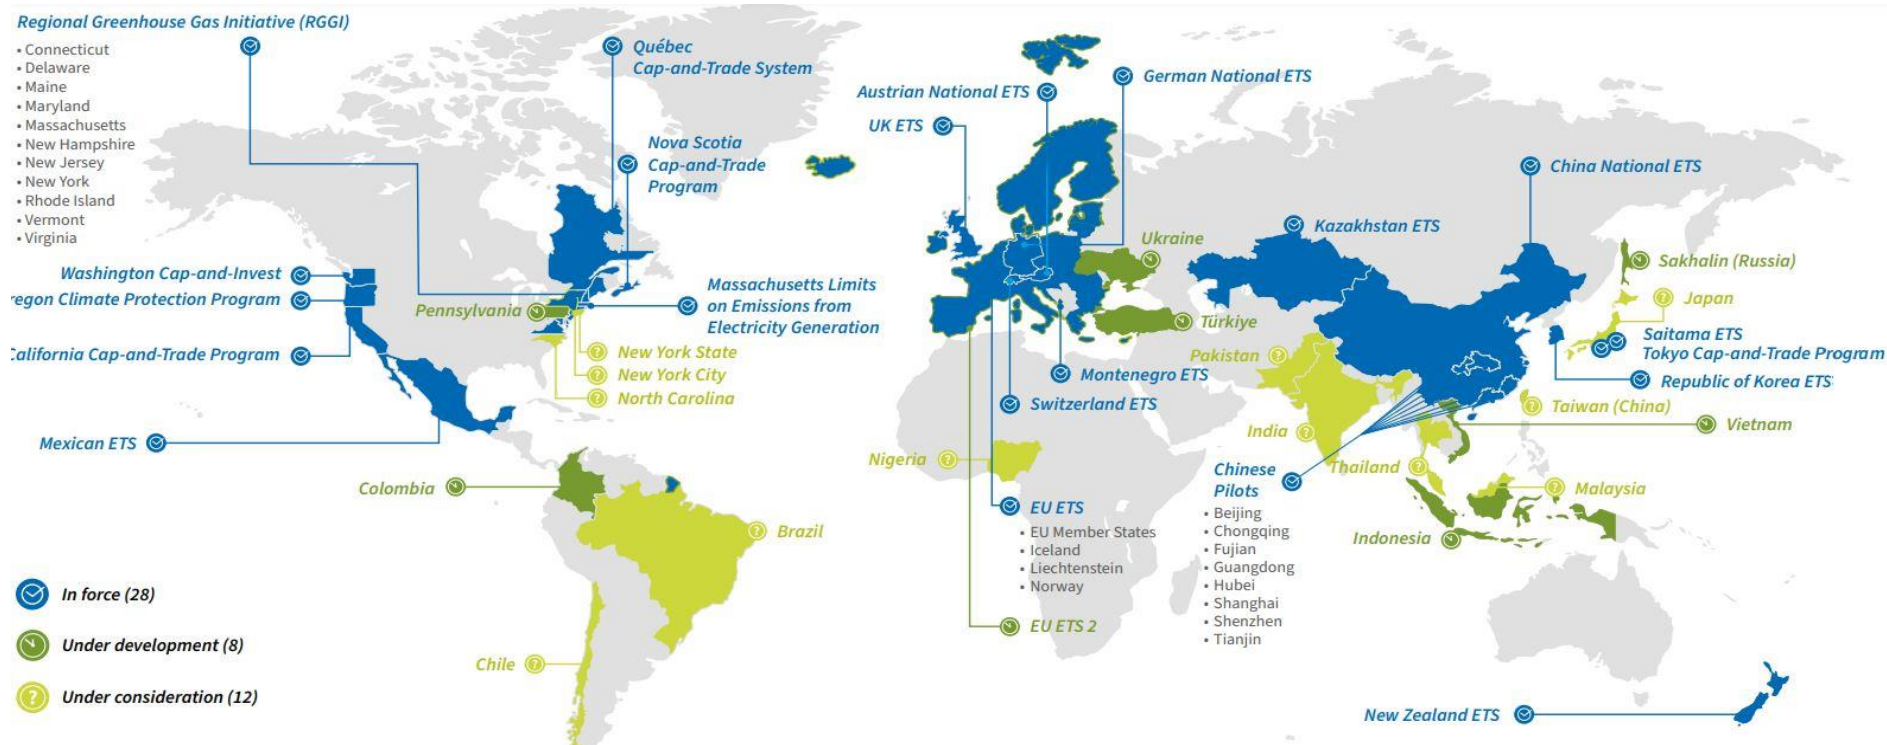 Regional Greenhouse Gas Initiative (RGGI)
• Connecticut
• Delaware
• Maine
• Maryland
• Massachusetts
• New Hampshire
• New Jersey
• New York
• Rhode Island
• Vermont
• Virginia
Washington Cap-and-Invest
regon Climate Protection Program
California Cap-and-Trade Program
Mexican ETS
Québec
Cap-and-Trade System
Nova Scotia
Cap-and-Trade
Program
Massachusetts Limits
on Emissions from
Electricity Generation
Pennsylvania
New York State
New York City
North Carolina
Colombia
Brazil
Chile
In force (28)
Under development (8)
Under consideration (12)
Austrian National ETS
German National ETS
UK ETS
Ukraine
Türkiye
Montenegro ETS
Switzerland ETS
Nigeria
EU ETS
• EU Member States
• Iceland
• Liechtenstein
• Norway
EU ETS 2
China National ETS
Kazakhstan ETS
Sakhalin (Russia)
Japan
Saitama ETS
Tokyo Cap-and-Trade Program
Republic of Korea ETS
Pakistan
Taiwan (China)
India
Vietnam
Thailand
Malaysia
Indonesia
Chinese
Pilots
• Beijing
• Chongqing
• Fujian
• Guangdong
• Hubei
• Shanghai
• Shenzhen
• Tianjin
New Zealand ETS